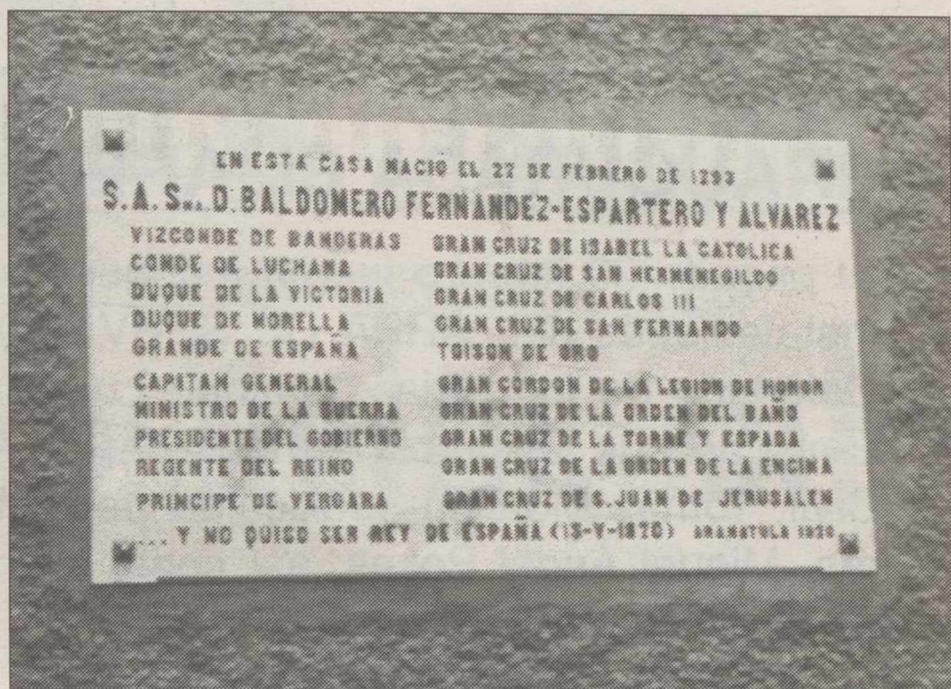 EN ESTA CASA NACIO EL 22 DE FEBRERO DE 1293
S.A.S... D. BALDOMERO FERNANDEZ-ESPARTERO Y ALVAREZ
VIZCONDE DE BANDERAS GRAN CRUZ DE ISABEL LA CATOLICA
CONDE DE LUCHANA GRAN CRUZ DE SAN HERMENEGILDO
DUQUE DE LA VICTORIA GRAN CRUZ DE CARLOS III
DUQUE DE MORELLA GRAN CRUZ DE SAN FERNANDO
GRANDE DE ESPAÑA TOISON DE ORO
CAPITAN GENERAL GRAN CORDON DE LA LEGION DE HONOR
MINISTRO DE LA GUERRA GRAN CRUZ DE LA ORDEN DEL BAÑO
PRESIDENTE DEL GOBIERNO GRAN CRUZ DE LA TORRE Y ESPADA
REGENTE DEL REINO GRAN CRUZ DE LA ORDEN DE LA ENCINA
PRINCIPE DE VERGARA GRAN CRUZ DE S. JUAN DE JERUSALEN
... Y NO QUISO SER REY DE ESPAÑA (13-V-1870) GRANATULA